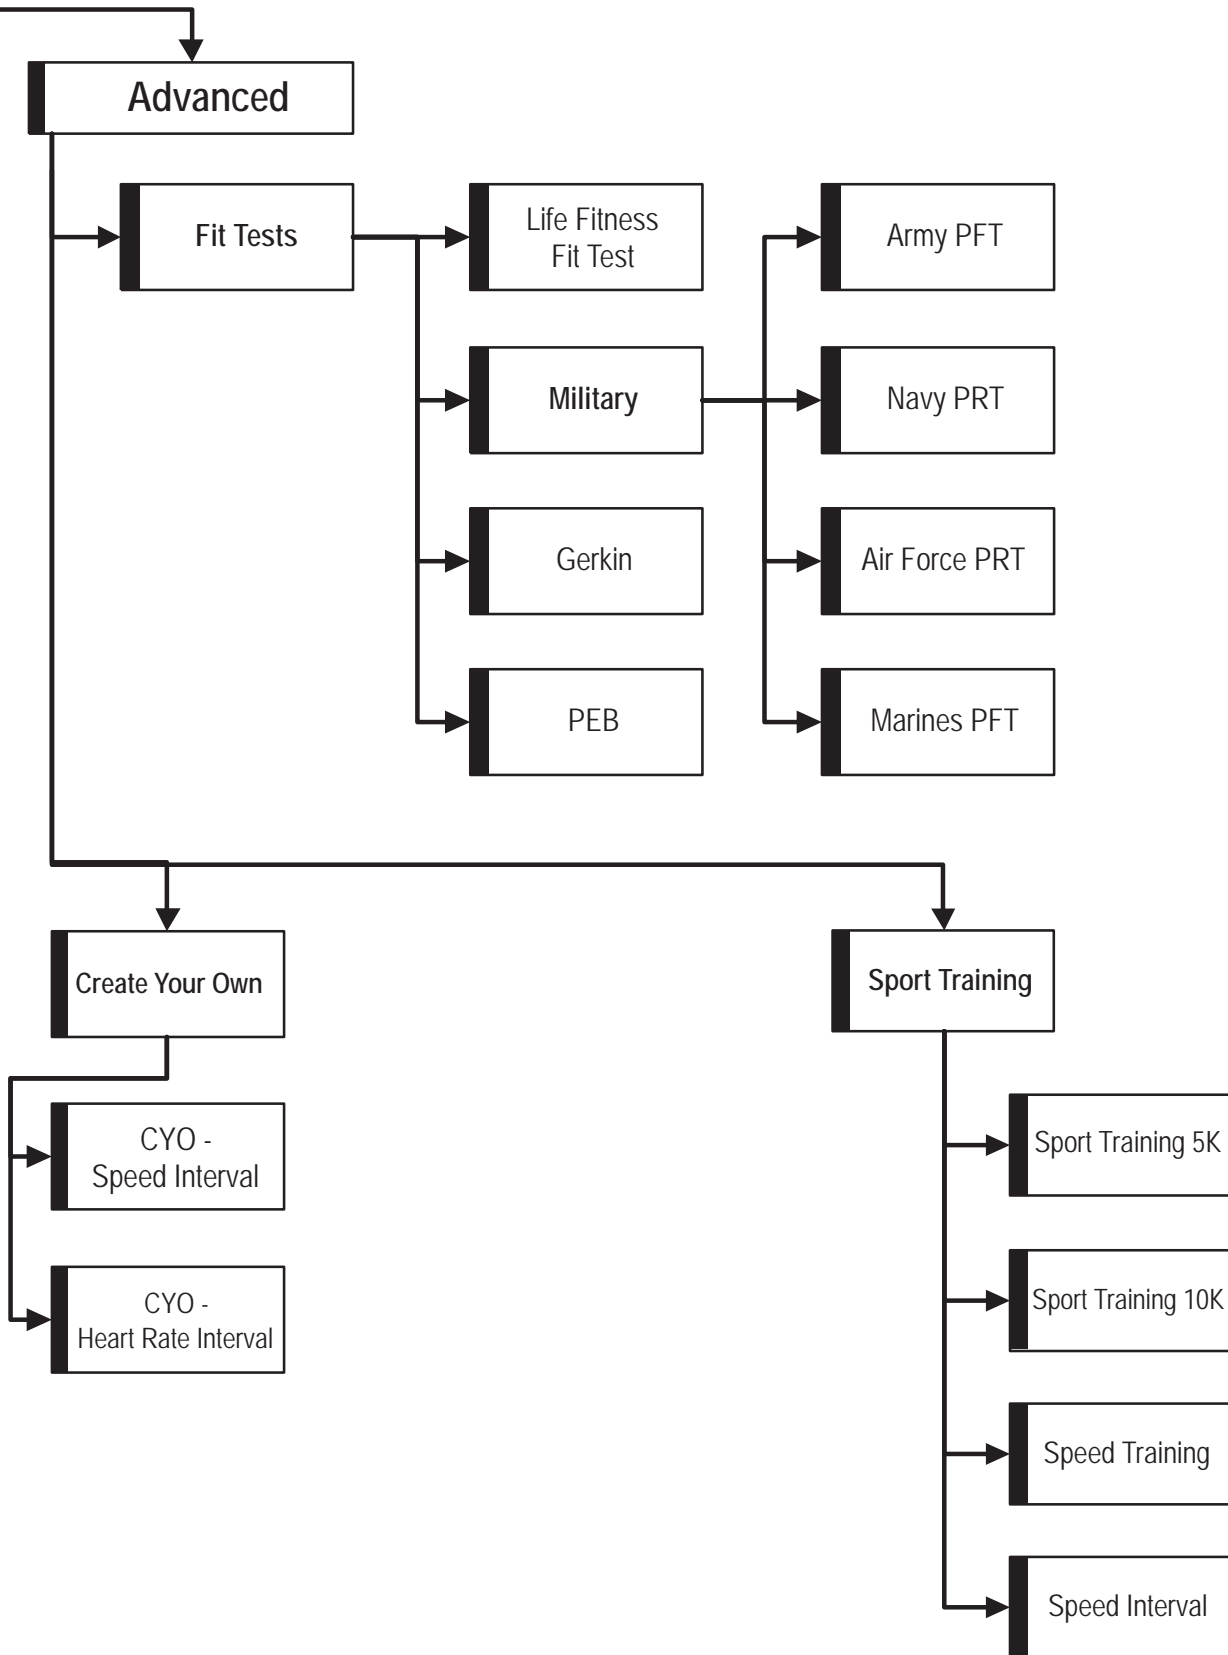 Advanced
Fit Tests
Life Fitness
Fit Test
Army PFT
Military
Navy PRT
Gerkin
Air Force PRT
PEB
Marines PFT
Create Your Own
Sport Training
CYO -
Speed Interval
Sport Training 5K
CYO -
Heart Rate Interval
Sport Training 10K
Speed Training
Speed Interval